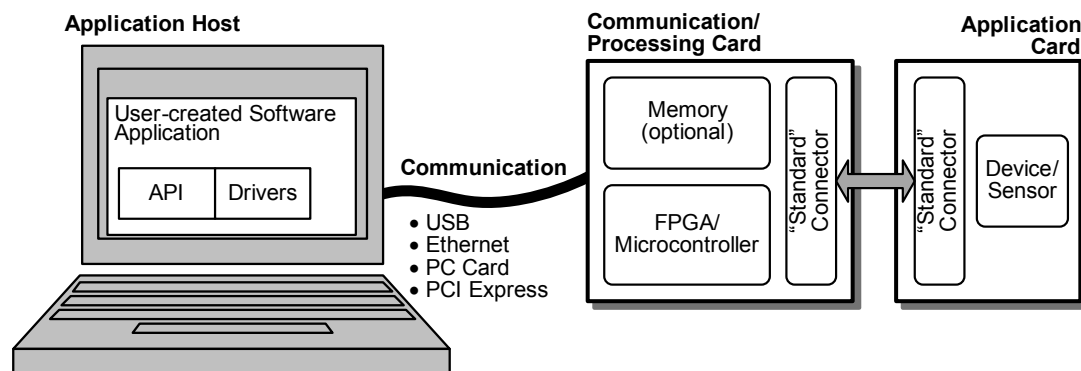 Application Host
User-created Software
Application
API
Drivers
Communication
• USB
• Ethernet
• PC Card
• PCI Express
Communication/
Processing Card
Memory
(optional)
FPGA/
Microcontroller
“Standard”
Connector
Application
Card
“Standard”
Connector
Device/
Sensor